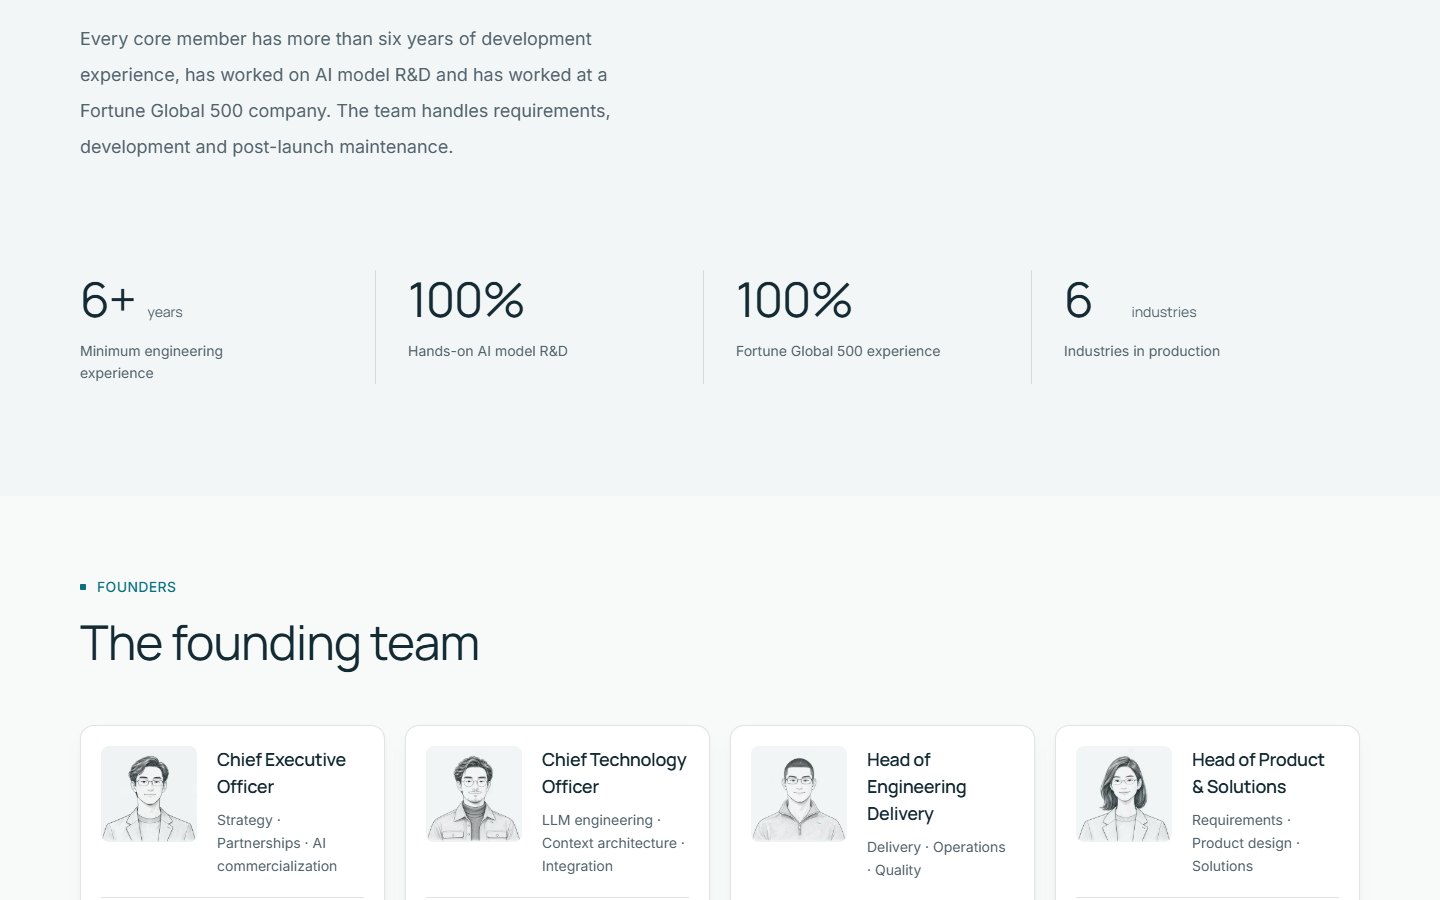 Every core member has more than six years of development
experience, has worked on AI model R&D and has worked at a
Fortune Global 500 company. The team handles requirements,
development and post-launch maintenance.
6+ years
Minimum engineering
experience
100%
Hands-on AI model R&D
100%
Fortune Global 500 experience
6 industries
Industries in production
FOUNDERS
The founding team
Chief Executive
Officer
Strategy ·
Partnerships · AI
commercialization
Chief Technology
Officer
LLM engineering ·
Context architecture ·
Integration
Head of
Engineering
Delivery
Delivery · Operations
· Quality
Head of Product
& Solutions
Requirements ·
Product design ·
Solutions